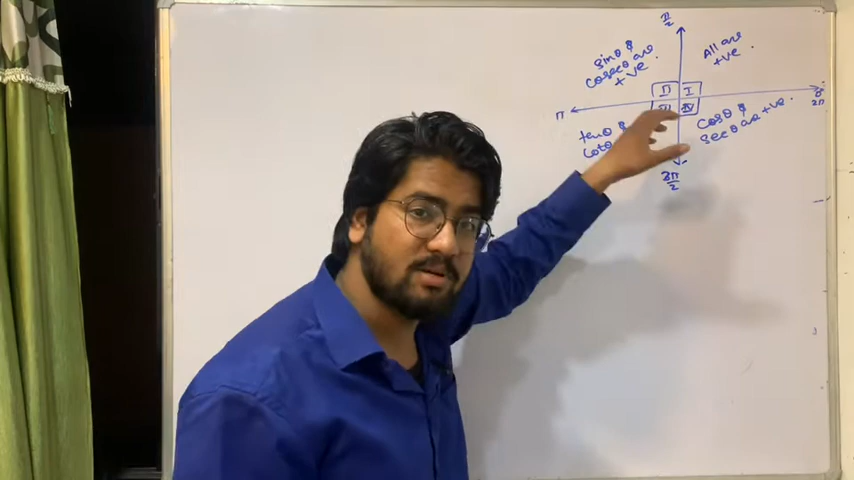 π/2
sinθ &
cosecθ are
+ve
All are
+ve
II I
π
IV
0
2π
tanθ
cotθ
cosθ &
secθ are +ve
3π/2